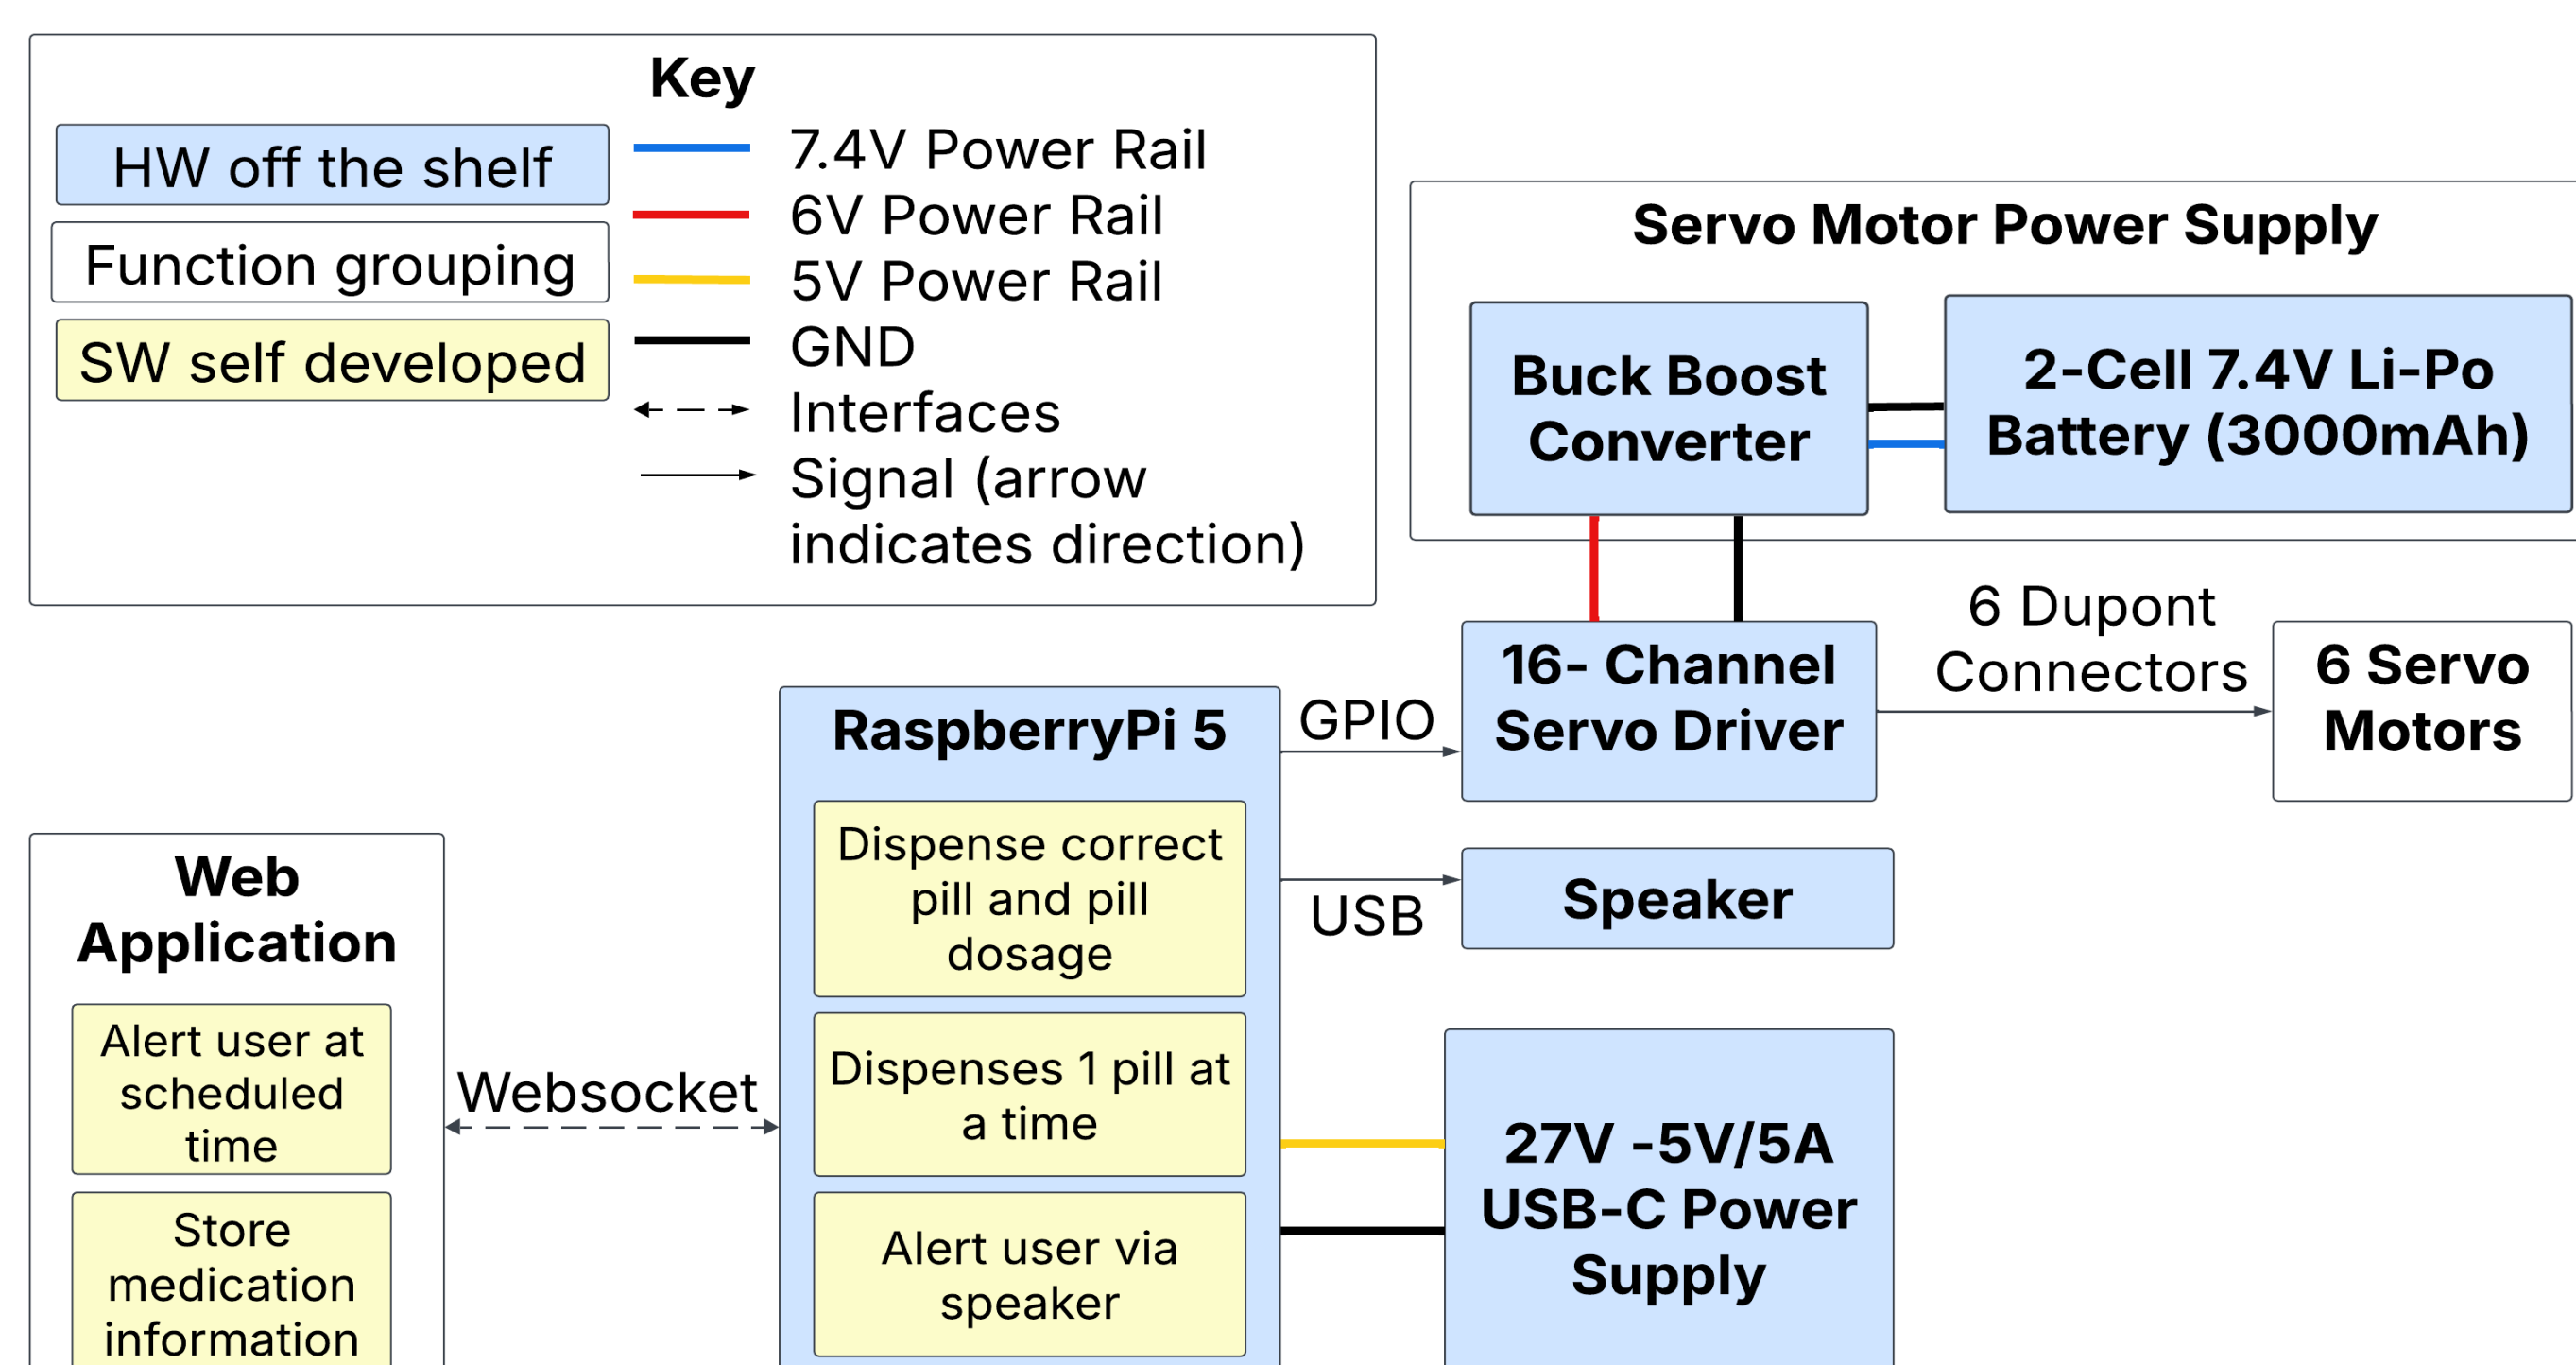 Key
HW off the shelf
Function grouping
SW self developed
7.4V Power Rail
6V Power Rail
5V Power Rail
GND
Interfaces
Signal (arrow
indicates direction)
Servo Motor Power Supply
Buck Boost
Converter
2-Cell 7.4V Li-Po
Battery (3000mAh)
6 Dupont
Connectors
16- Channel
Servo Driver
6 Servo
Motors
RaspberryPi 5
GPIO
Dispense correct
pill and pill
dosage
USB
Speaker
Web
Application
Alert user at
scheduled
time
Websocket
Dispenses 1 pill at
a time
27V -5V/5A
USB-C Power
Supply
Store
medication
information
Alert user via
speaker